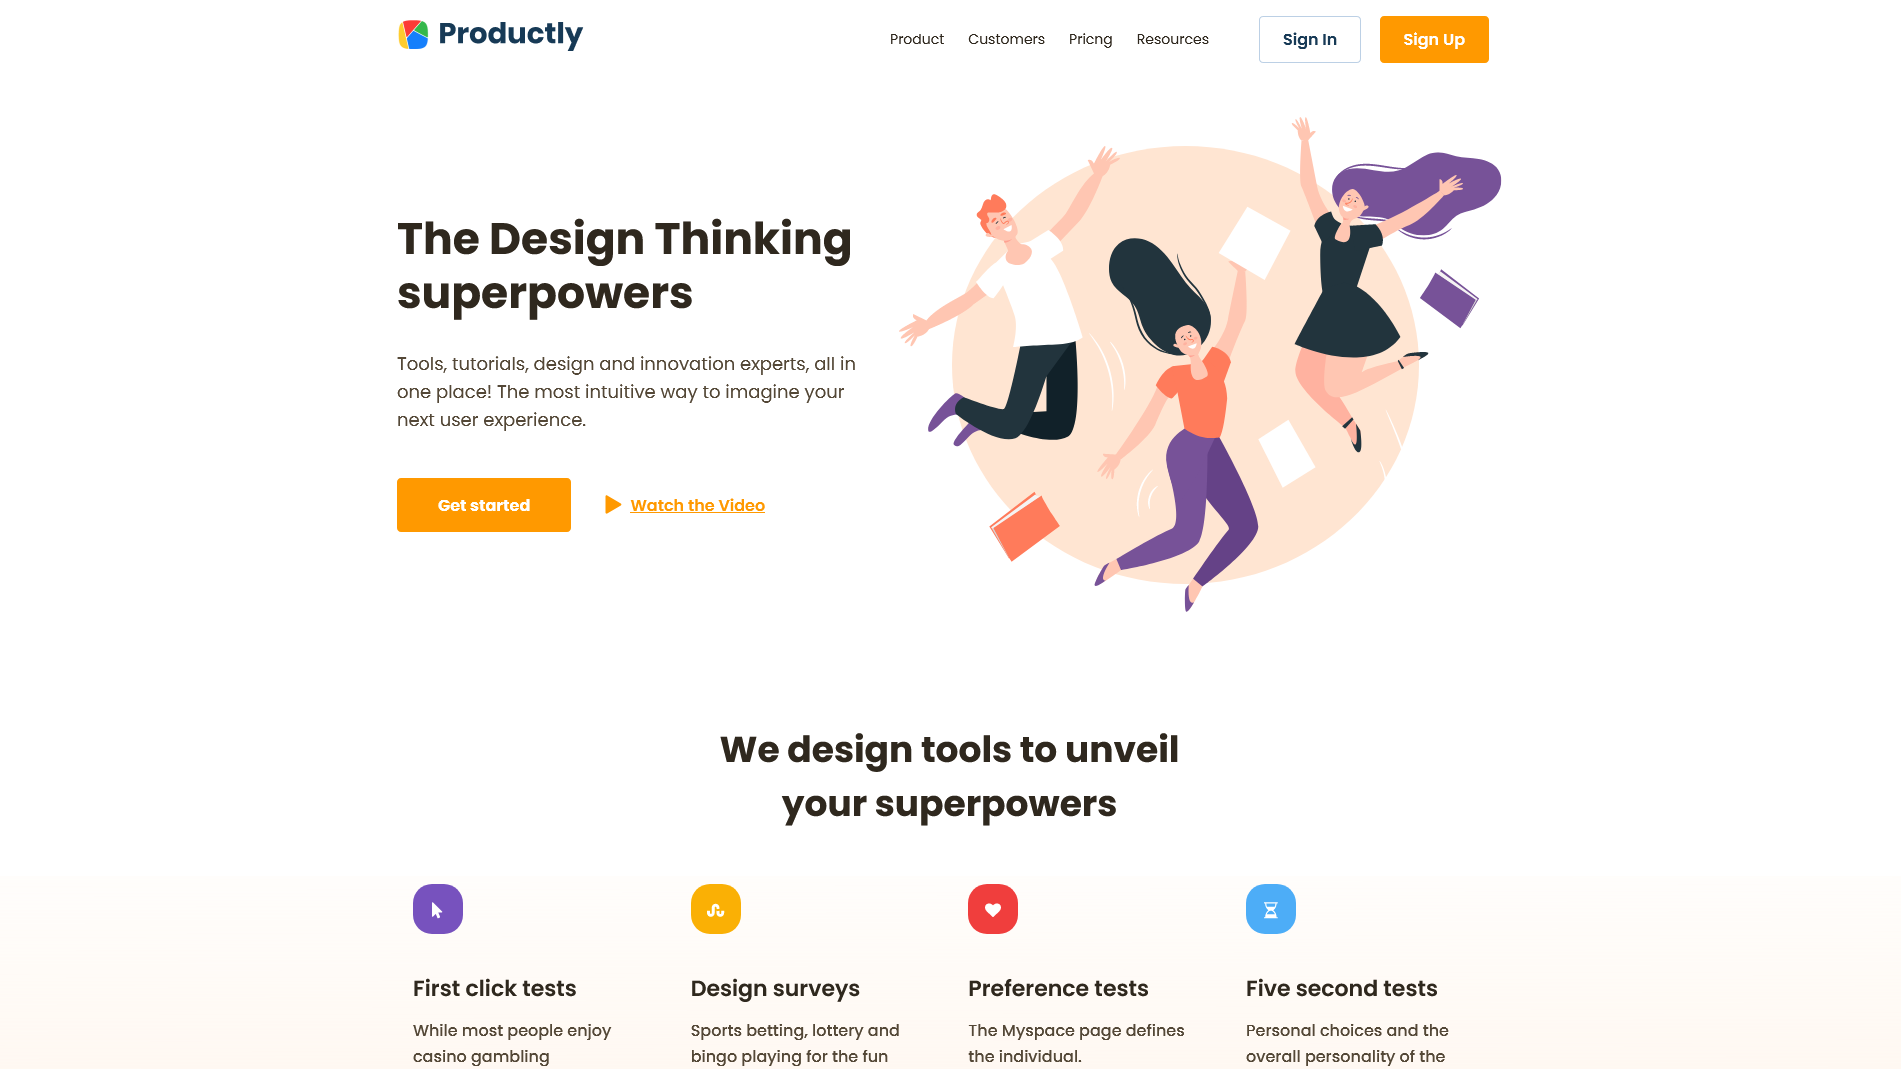 Productly
Product
Customers
Pricng
Resources
Sign In
Sign Up
The Design Thinking
superpowers
Tools, tutorials, design and innovation experts, all in
one place! The most intuitive way to imagine your
next user experience.
Get started
Watch the Video
We design tools to unveil
your superpowers
First click tests
While most people enjoy
casino gambling
Design surveys
Sports betting, lottery and
bingo playing for the fun
Preference tests
The Myspace page defines
the individual.
Five second tests
Personal choices and the
overall personality of the